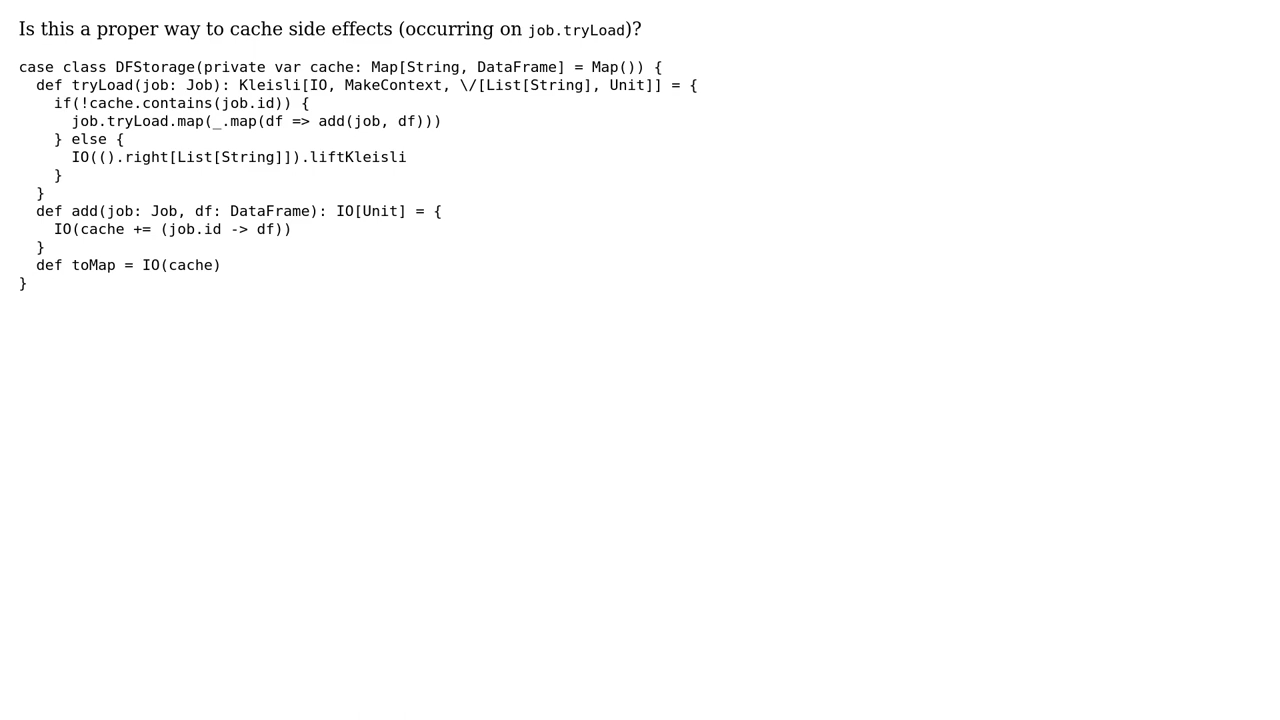 Is this a proper way to cache side effects (occurring on job.tryLoad)?
case class DFStorage(private var cache: Map[String, DataFrame] = Map()) {
  def tryLoad(job: Job): Kleisli[IO, MakeContext, \/[List[String], Unit]] = {
    if(!cache.contains(job.id)) {
      job.tryLoad.map(_.map(df => add(job, df)))
    } else {
      IO(().right[List[String]]).liftKleisli
    }
  }
  def add(job: Job, df: DataFrame): IO[Unit] = {
    IO(cache += (job.id -> df))
  }
  def toMap = IO(cache)
}